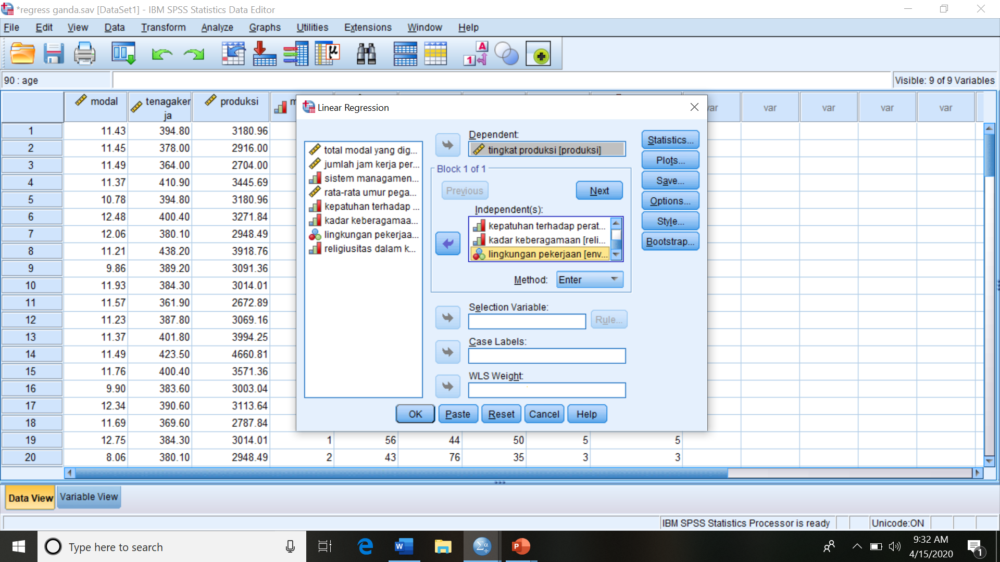 *regress ganda.sav [DataSet1] - IBM SPSS Statistics Data Editor
File Edit View Data Transform Analyze Graphs Utilities Extensions Window Help
90 : age
Visible: 9 of 9 Variables
modal tenagaker produksi var var var var
ja
1 11.43 394.80 3180.96
2 11.45 378.00 2916.00
3 11.49 364.00 2704.00
4 11.37 410.90 3445.69
5 10.78 394.80 3180.96
6 12.48 400.40 3271.84
7 12.06 380.10 2948.49
8 11.21 438.20 3918.76
9 9.86 389.20 3091.36
10 11.93 384.30 3014.01
11 11.57 361.90 2672.89
12 11.23 387.80 3069.16
13 11.37 401.80 3994.25
14 11.49 423.50 4660.81
15 11.76 400.40 3571.36
16 9.90 383.60 3003.04
17 12.34 390.60 3113.64
18 11.69 369.60 2787.84
19 12.75 384.30 3014.01 1 56 44 50 5 5
20 8.06 380.10 2948.49 2 43 76 35 3 3
Linear Regression
total modal yang dig...
jumlah jam kerja per...
sistem managamen...
rata-rata umur pega...
kepatuhan terhadap ...
kadar keberagamaa...
lingkungan pekerjaa...
religiusitas dalam k...
Dependent:
tingkat produksi [produksi]
Block 1 of 1
Previous Next
Independent(s):
kepatuhan terhadap perat...
kadar keberagamaan [reli...
lingkungan pekerjaan [env...
Method: Enter
Selection Variable:
Rule...
Case Labels:
WLS Weight:
Statistics...
Plots...
Save...
Options...
Style...
Bootstrap...
OK Paste Reset Cancel Help
Data View Variable View
IBM SPSS Statistics Processor is ready Unicode:ON
Type here to search
9:32 AM
4/15/2020
1